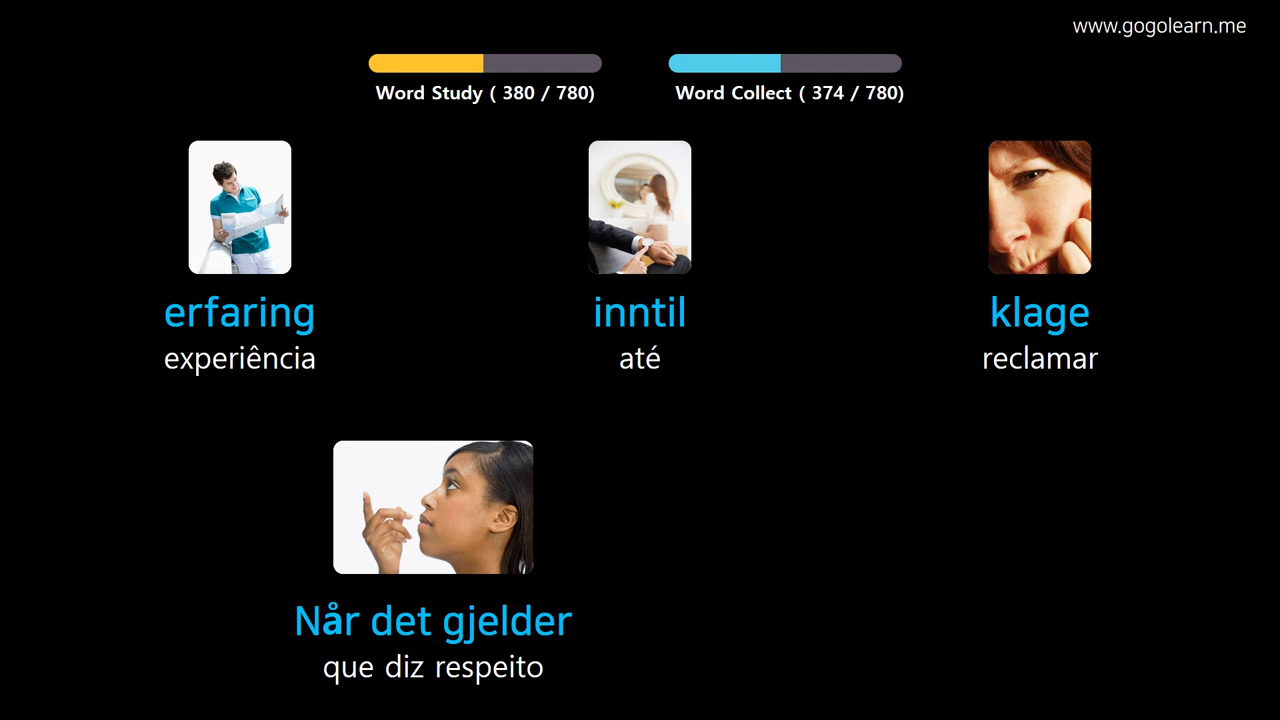 www.gogolearn.me
Word Study ( 380 / 780)
Word Collect ( 374 / 780)
erfaring
experiência
inntil
até
klage
reclamar
Når det gjelder
que diz respeito